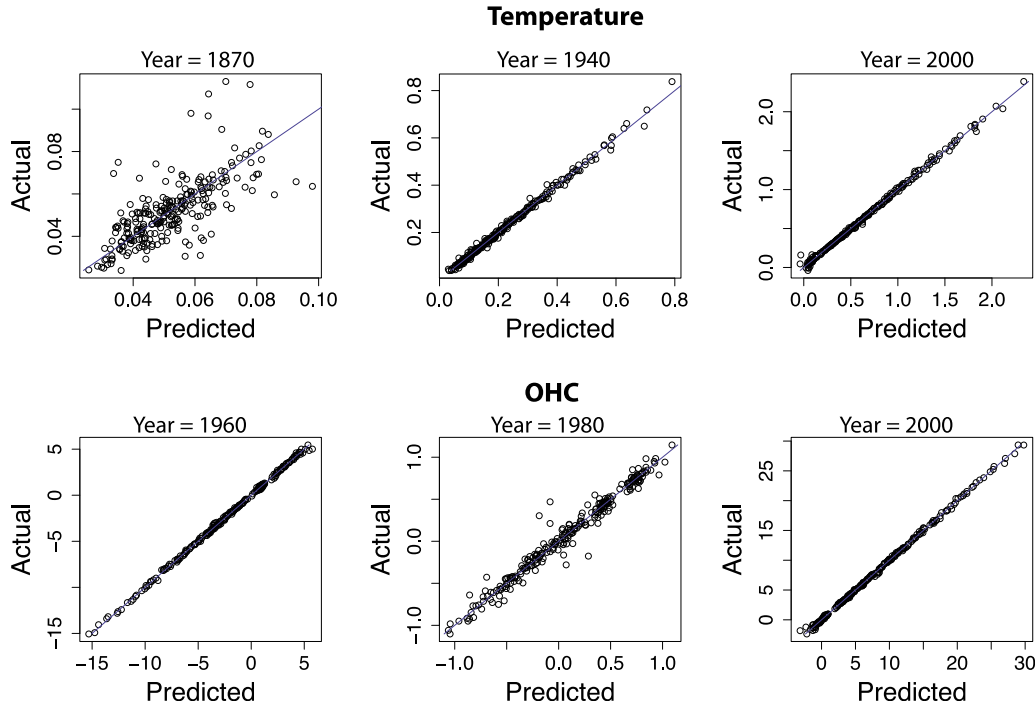 Temperature
Year = 1870
Year = 1940
Year = 2000
Actual
0.04
0.08
0.04 0.06 0.08 0.10
Predicted
Actual
0.2 0.4 0.6 0.8
0.0 0.2 0.4 0.6 0.8
Predicted
Actual
0.0 1.0 2.0
0.0 0.5 1.0 1.5 2.0
Predicted
OHC
Year = 1960
Year = 1980
Year = 2000
Actual
-15 -5 0 5
-15 -10 -5 0 5
Predicted
Actual
-1.0 0.0 1.0
-1.0 0.0 0.5 1.0
Predicted
Actual
0 5 15 25
0 5 10 15 20 25 30
Predicted